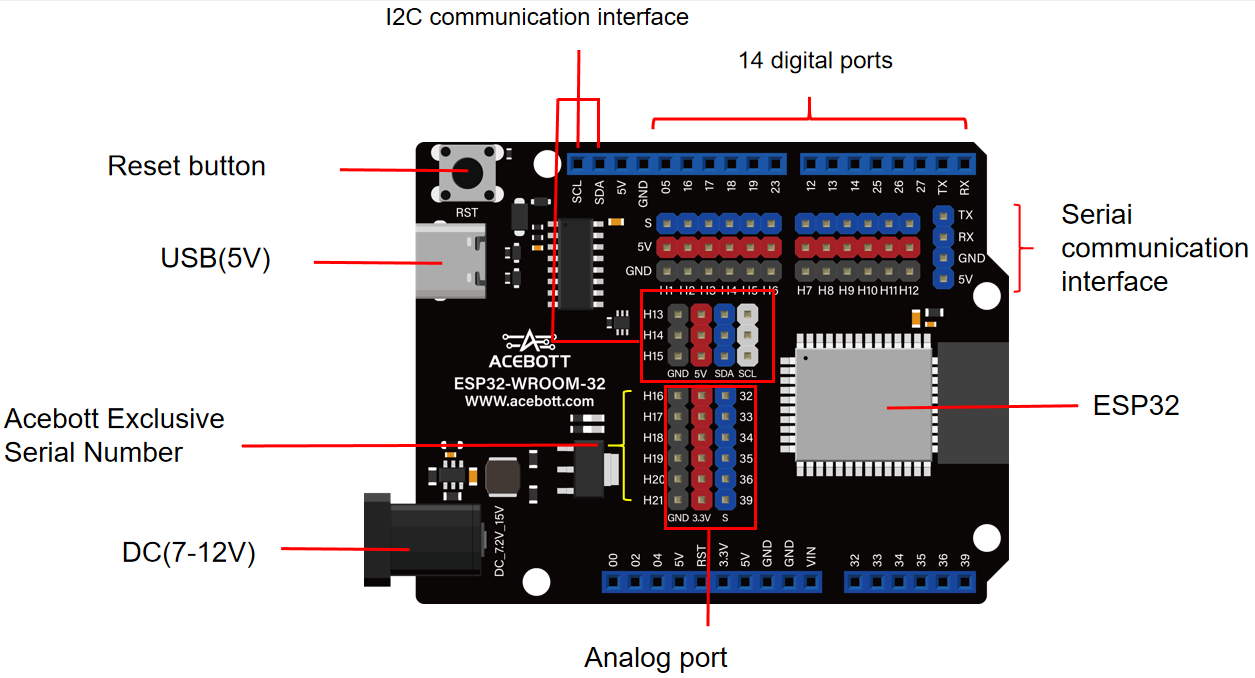 I2C communication interface
14 digital ports
Reset button
USB(5V)
Acebott Exclusive
Serial Number
DC(7-12V)
Seriai
communication
interface
ESP32
Analog port
SCL SDA 5V GND 05 16 17 18 19 23 12 13 14 25 26 27 TX RX
RST
S
5V
GND
H1 H2 H3 H4 H5 H6 H7 H8 H9 H10 H11 H12
TX
RX
GND
5V
H13
H14
H15
GND 5V SDA SCL
ACEBOTT
ESP32-WROOM-32
WWW.acebott.com
H16 32
H17 33
H18 34
H19 35
H20 36
H21 39
GND 3.3V S
DC_7.2V_15V
00 02 04 5V RST 3.3V 5V GND GND VIN 32 33 34 35 36 39